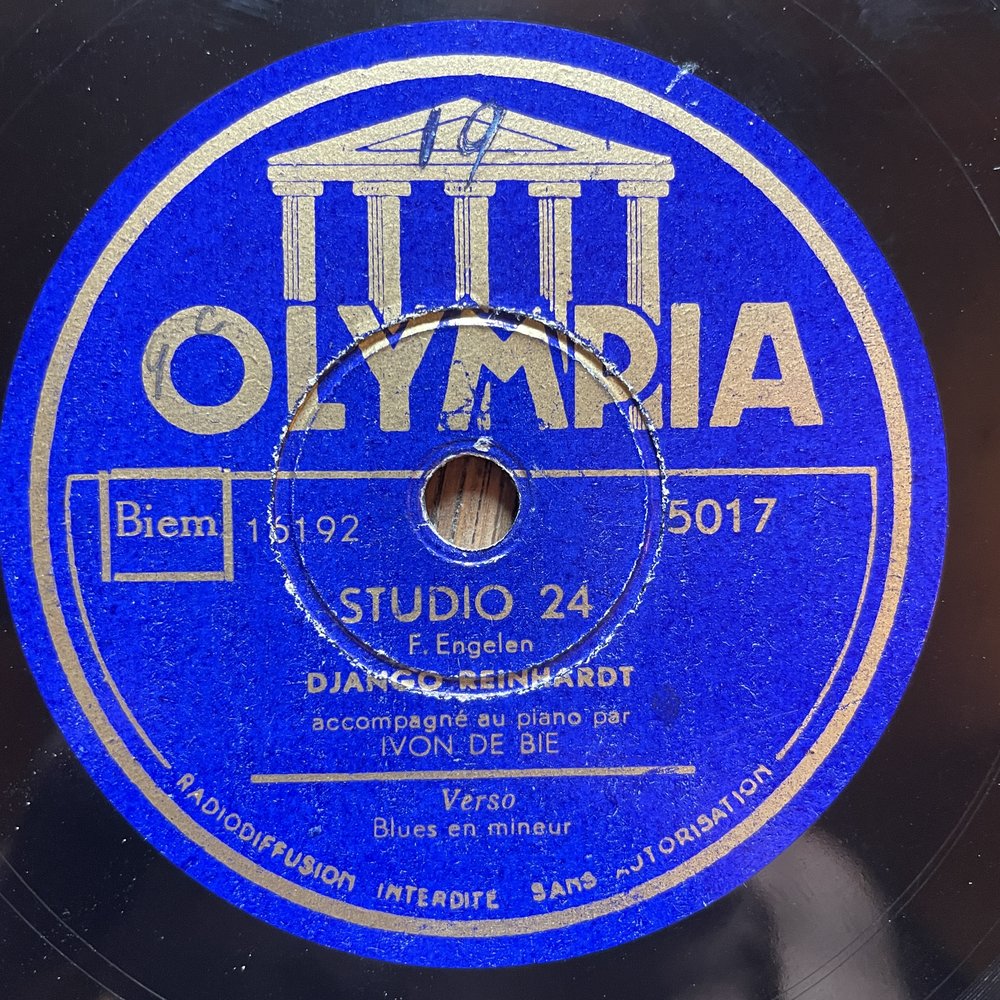 19
OLYMPIA
Biem 16192 5017
STUDIO 24
F. Engelen
DJANGO REINHARDT
accompagné au piano par
IVON DE BIE
Verso
Blues en mineur
RADIODIFFUSION INTERDITE SANS AUTORISATION